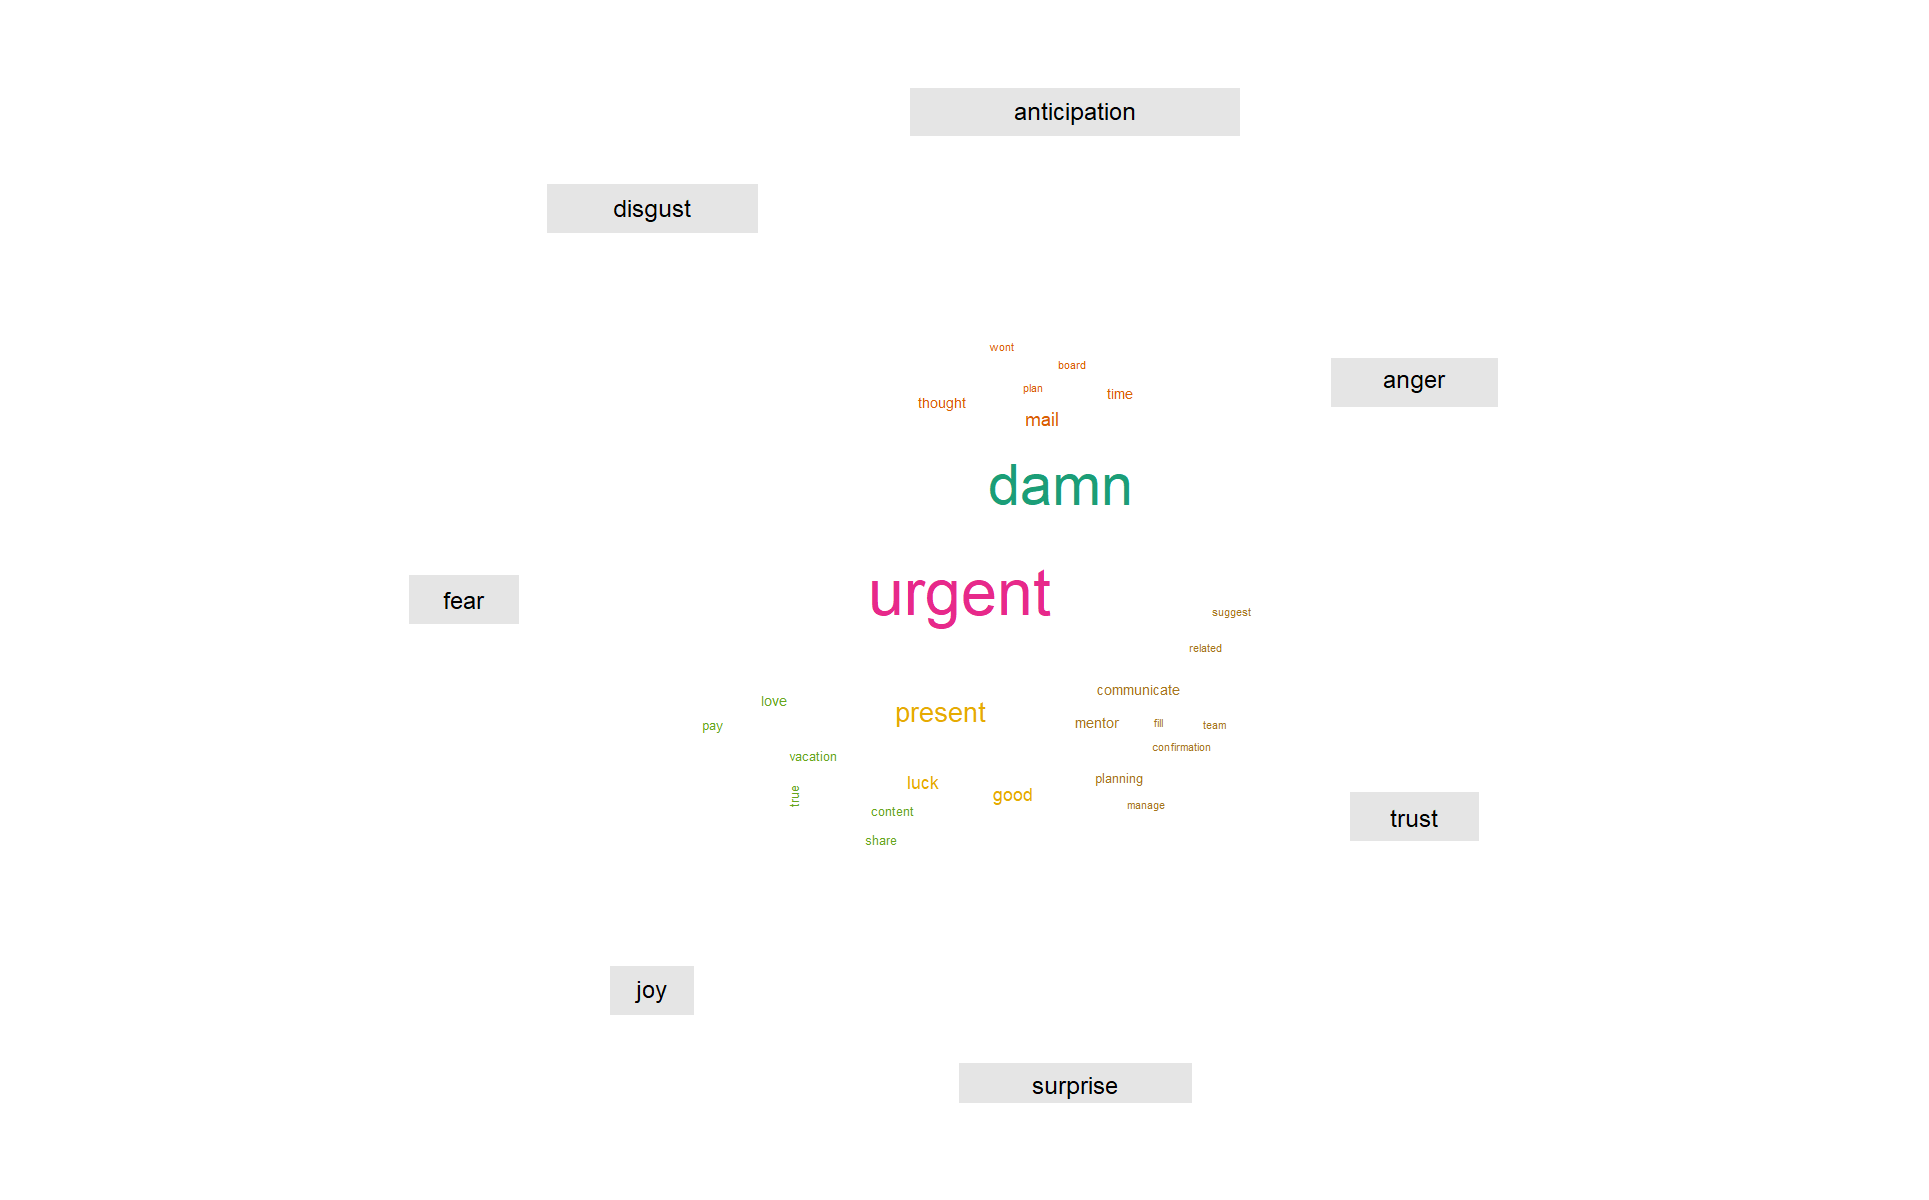 anticipation
disgust
wont
board
anger
plan
time
thought
mail
damn
urgent
fear
suggest
related
communicate
love
present
mentor
fill
team
pay
confirmation
vacation
planning
luck
good
true
manage
content
trust
share
joy
surprise